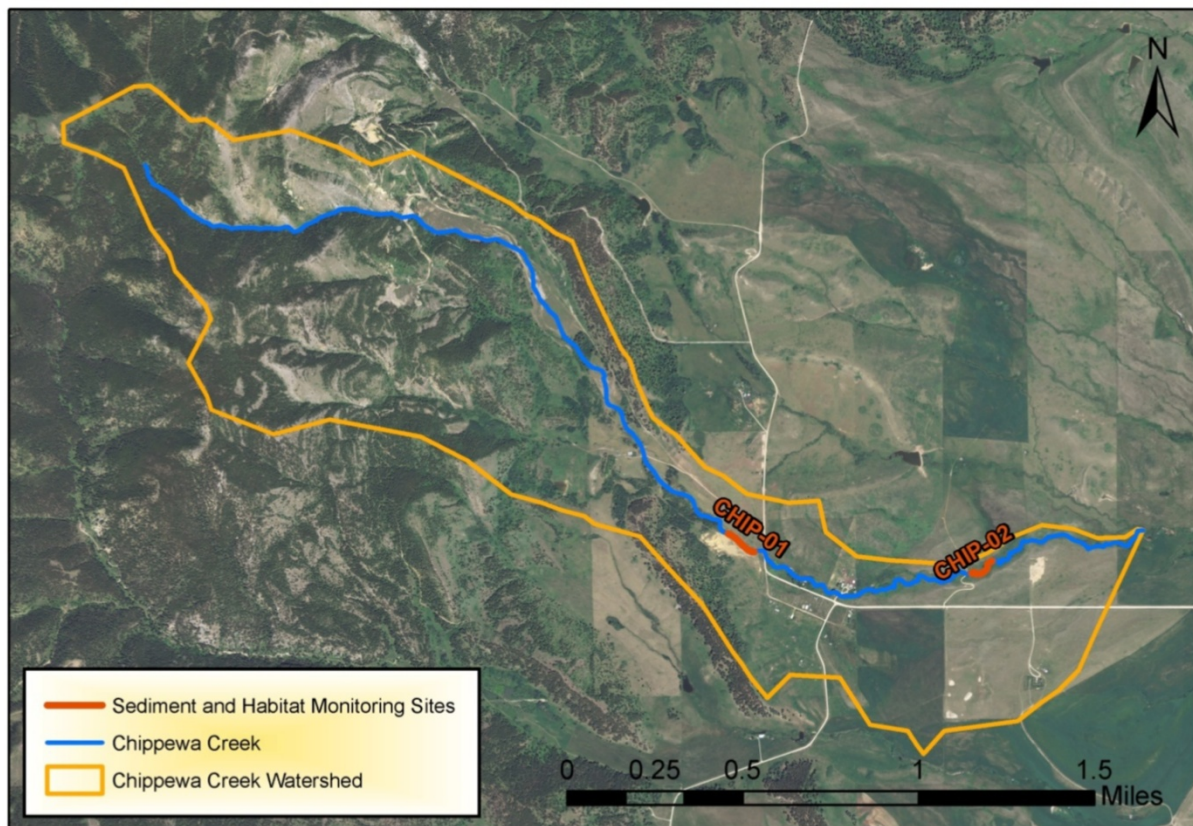 N
CHIP-01
CHIP-02
Sediment and Habitat Monitoring Sites
Chippewa Creek
Chippewa Creek Watershed
0 0.25 0.5 1 1.5
Miles